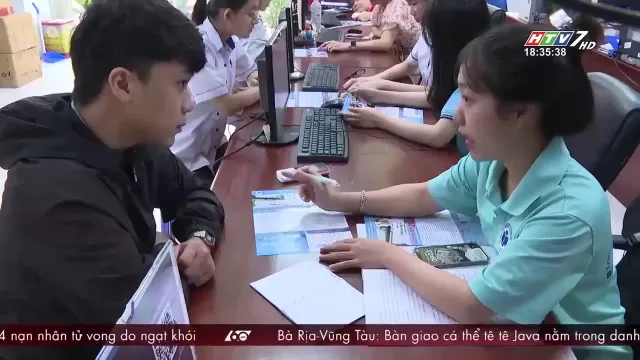 HTV7 HD
18:35:38
4 nạn nhân tử vong do ngạt khói 60 Bà Rịa-Vũng Tàu: Bàn giao cá thể tê tê Java nằm trong danh